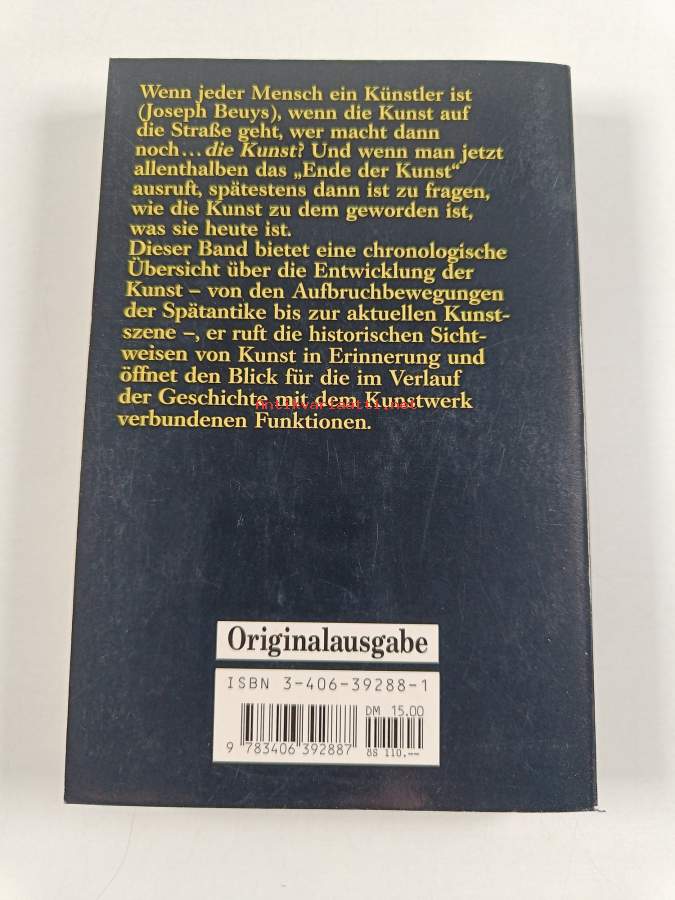 Wenn jeder Mensch ein Künstler ist
(Joseph Beuys), wenn die Kunst auf
die Straße geht, wer macht dann
noch... die Kunst? Und wenn man jetzt
allenthalben das „Ende der Kunst“
ausruft, spätestens dann ist zu fragen,
wie die Kunst zu dem geworden ist,
was sie heute ist.
Dieser Band bietet eine chronologische
Übersicht über die Entwicklung der
Kunst – von den Aufbruchbewegungen
der Spätantike bis zur aktuellen Kunst-
szene –, er ruft die historischen Sicht-
weisen von Kunst in Erinnerung und
öffnet den Blick für die im Verlauf
der Geschichte mit dem Kunstwerk
antikvariaatti.net
verbundenen Funktionen.
Originalausgabe
ISBN 3-406-39288-1
DM 15.00
9 783406 392887
öS 110,--